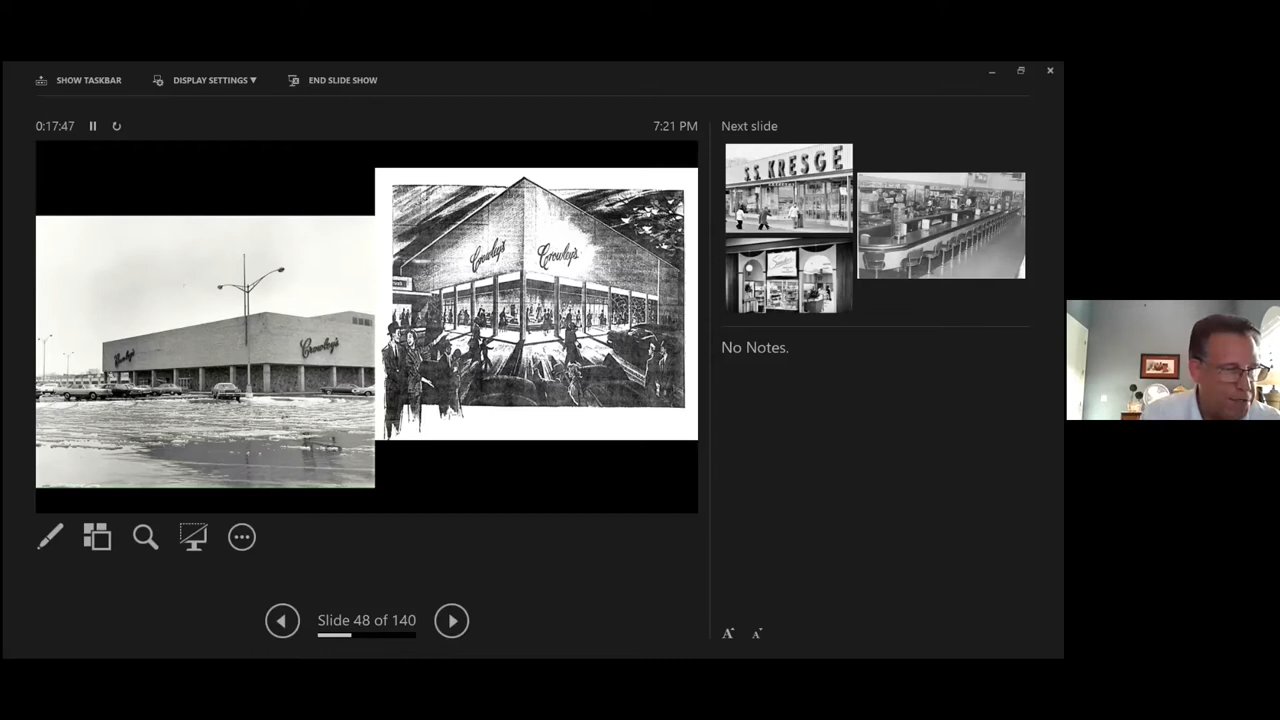 SHOW TASKBAR
DISPLAY SETTINGS ▼
END SLIDE SHOW
0:17:47
7:21 PM
Next slide
Crowley's
Crowley's
Crowley's
Crowley's
S.S. KRESGE
No Notes.
Slide 48 of 140
A
A